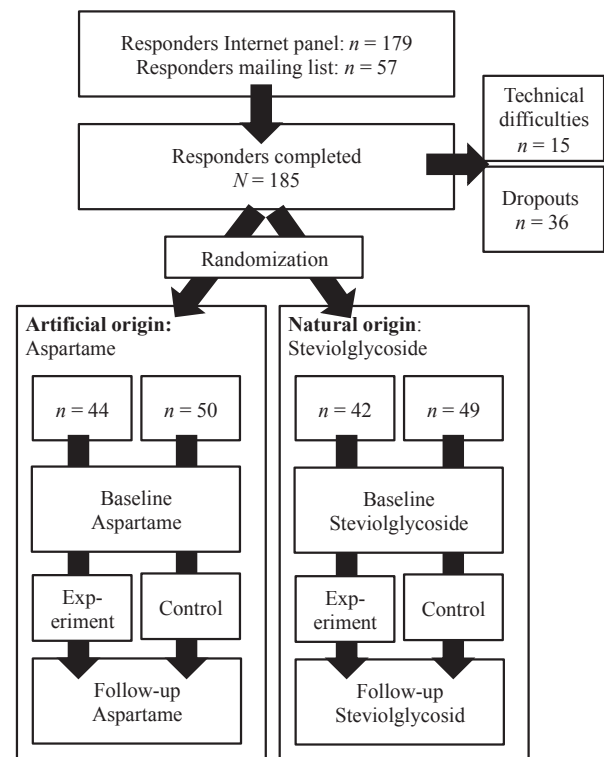 Responders Internet panel: n = 179
Responders mailing list: n = 57
Technical
difficulties
n = 15
Responders completed
N = 185
Dropouts
n = 36
Randomization
Artificial origin:
Aspartame
n = 44
n = 50
Baseline
Aspartame
Exp-
eriment
Control
Follow-up
Aspartame
Natural origin:
Steviolglycoside
n = 42
n = 49
Baseline
Steviolglycoside
Exp-
eriment
Control
Follow-up
Steviolglycosid